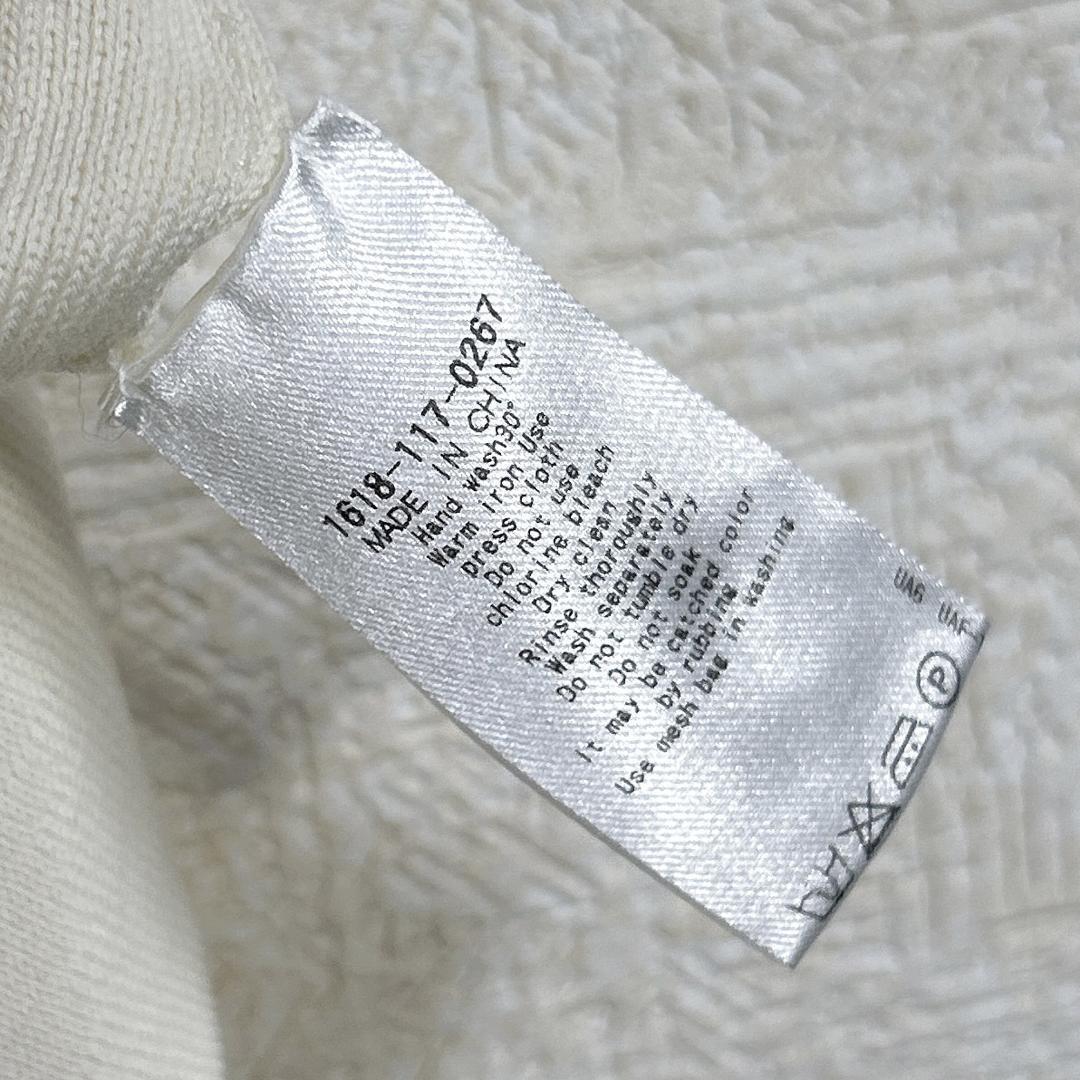 1618-117-0267
MADE IN CHINA
Hand wash30°
Warm iron Use
press cloth
Do not use
chlorine bleach
Dry clean
Rinse thoroughly
Wash separately
Do not tumble dry
Do not soak
it may be catched color
by rubbing
Use mesh bag in washing
UA6
P